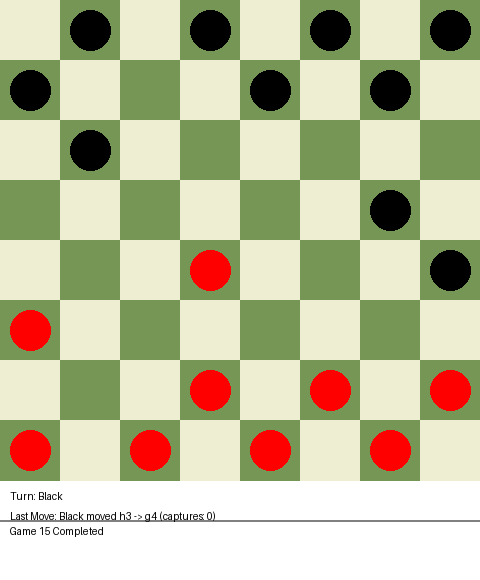 Turn: Black
Last Move: Black moved h3 -> g4 (captures: 0)
Game 15 Completed